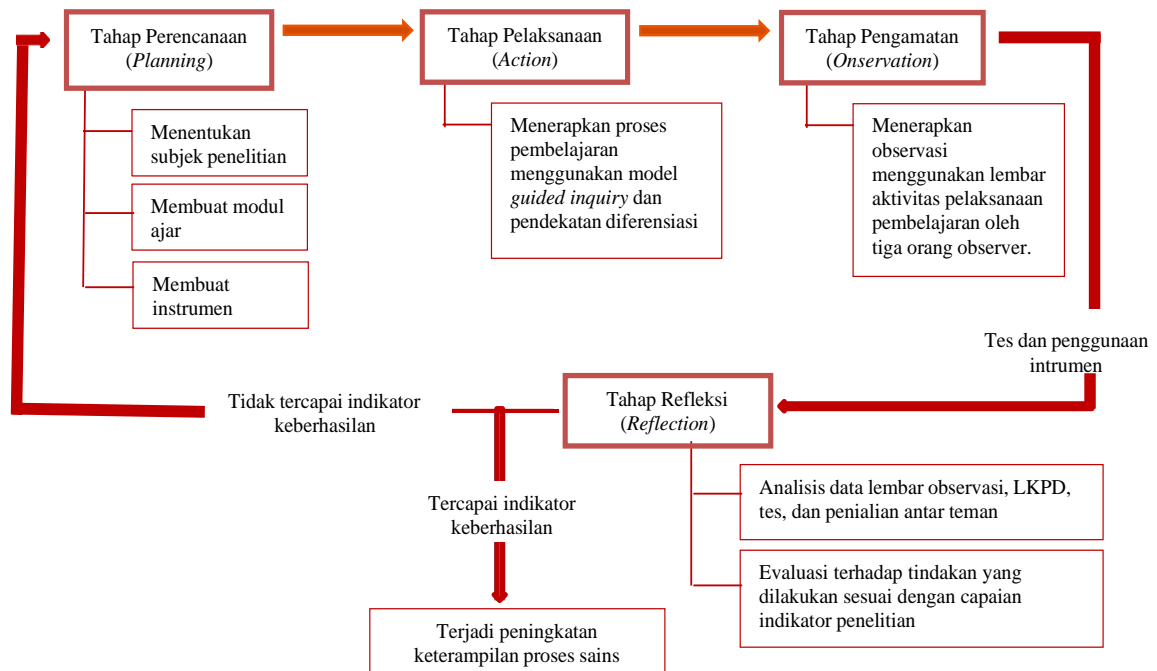 Tahap Perencanaan
(Planning)
Tahap Pelaksanaan
(Action)
Tahap Pengamatan
(Onservation)
Menentukan
subjek penelitian
Membuat modul
ajar
Membuat
instrumen
Menerapkan proses
pembelajaran
menggunakan model
guided inquiry dan
pendekatan diferensiasi
Menerapkan
observasi
menggunakan lembar
aktivitas pelaksanaan
pembelajaran oleh
tiga orang observer.
Tes dan penggunaan
intrumen
Tahap Refleksi
(Reflection)
Tidak tercapai indikator
keberhasilan
Tercapai indikator
keberhasilan
Analisis data lembar observasi, LKPD,
tes, dan penialian antar teman
Evaluasi terhadap tindakan yang
dilakukan sesuai dengan capaian
indikator penelitian
Terjadi peningkatan
keterampilan proses sains